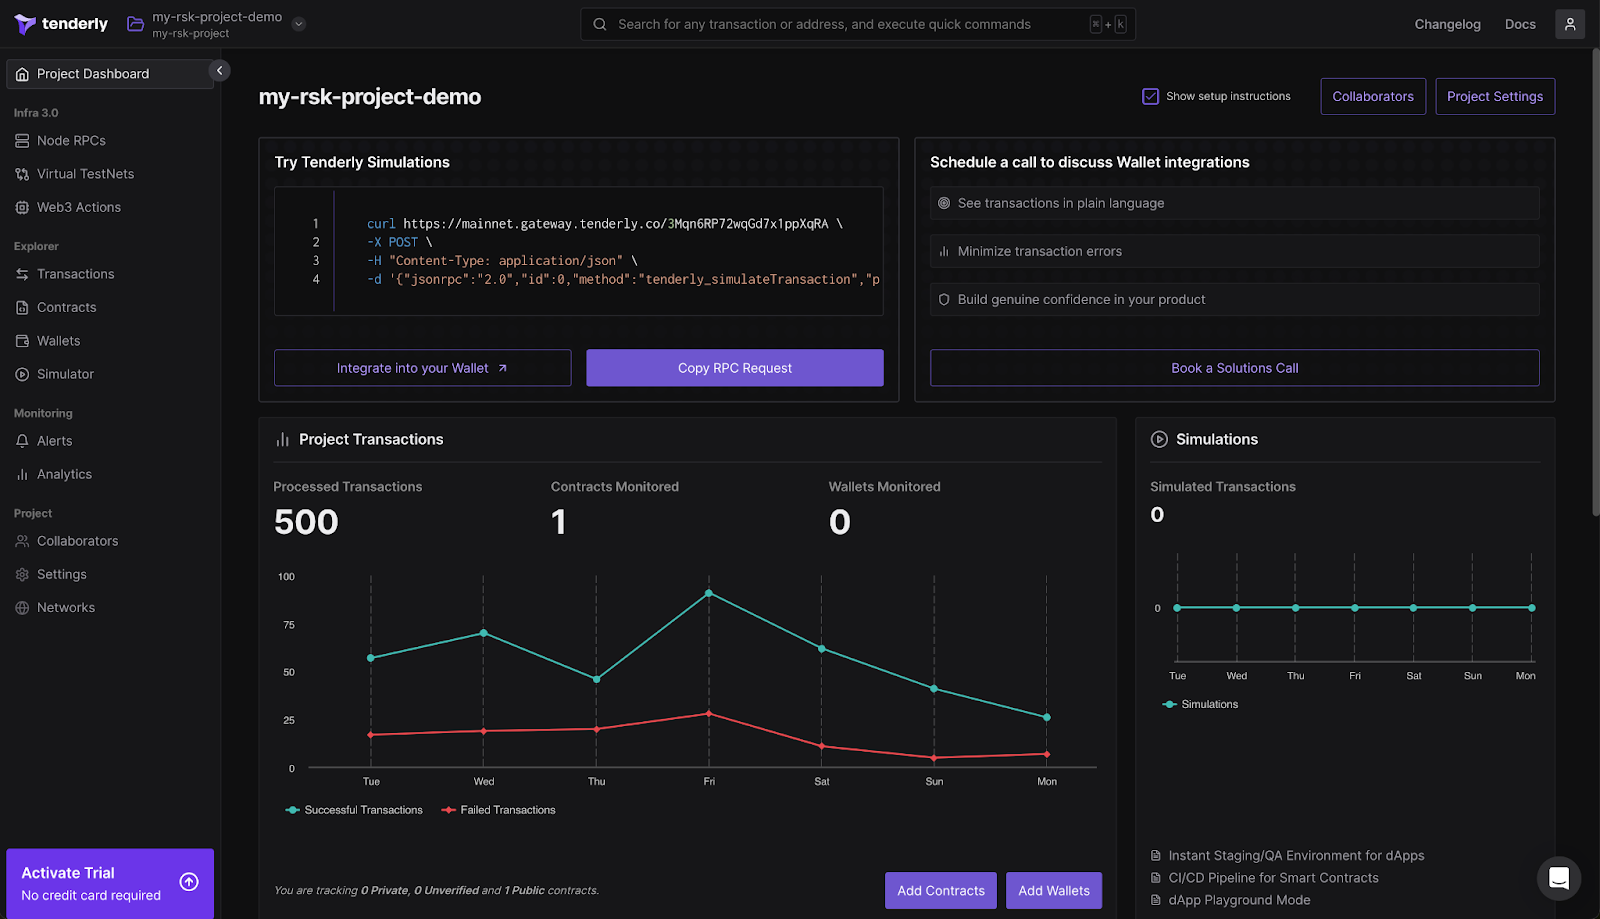 tenderly
my-rsk-project-demo
my-rsk-project
Search for any transaction or address, and execute quick commands
⌘ + k
Changelog
Docs
Project Dashboard
Infra 3.0
Node RPCs
Virtual TestNets
Web3 Actions
Explorer
Transactions
Contracts
Wallets
Simulator
Monitoring
Alerts
Analytics
Project
Collaborators
Settings
Networks
Activate Trial
No credit card required
my-rsk-project-demo
Show setup instructions
Collaborators
Project Settings
Try Tenderly Simulations
1 curl https://mainnet.gateway.tenderly.co/3Mqn6RP72wqGd7x1ppXqRA \
2 -X POST \
3 -H "Content-Type: application/json" \
4 -d '{"jsonrpc":"2.0","id":0,"method":"tenderly_simulateTransaction","p
Integrate into your Wallet
Copy RPC Request
Schedule a call to discuss Wallet integrations
See transactions in plain language
Minimize transaction errors
Build genuine confidence in your product
Book a Solutions Call
Project Transactions
Processed Transactions
500
Contracts Monitored
1
Wallets Monitored
0
100
75
50
25
0
Tue Wed Thu Fri Sat Sun Mon
Successful Transactions Failed Transactions
You are tracking 0 Private, 0 Unverified and 1 Public contracts.
Add Contracts
Add Wallets
Simulations
Simulated Transactions
0
0
Tue Wed Thu Fri Sat Sun Mon
Simulations
Instant Staging/QA Environment for dApps
CI/CD Pipeline for Smart Contracts
dApp Playground Mode